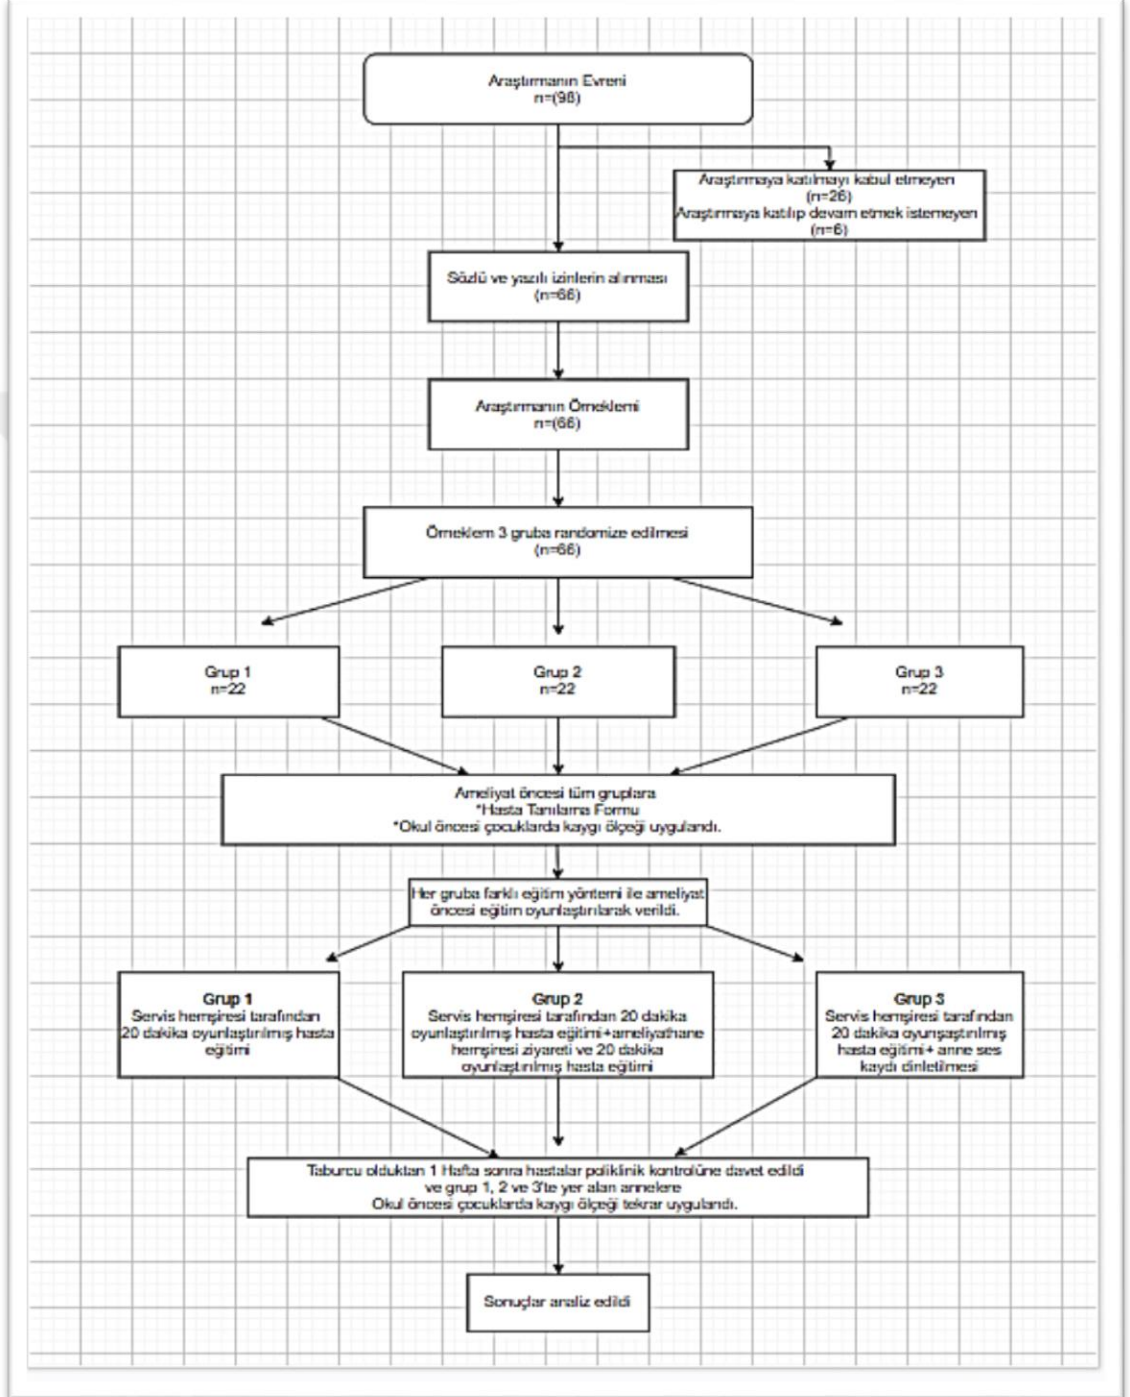 Araştırmanın Evreni
n=(98)
Araştırmaya katılmayı kabul etmeyen
(n=26)
Araştırmaya katılıp devam etmek istemeyen
(n=6)
Sözlü ve yazılı izinlerin alınması
(n=66)
Araştırmanın Örneklemi
n=(66)
Örneklem 3 gruba randomize edilmesi
(n=66)
Grup 1
n=22
Grup 2
n=22
Grup 3
n=22
Ameliyat öncesi tüm gruplara
*Hasta Tanılama Formu
*Okul öncesi çocuklarda kaygı ölçeği uygulandı.
Her gruba farklı eğitim yöntemi ile ameliyat
öncesi eğitim oyunlaştırılarak verildi.
Grup 1
Servis hemşiresi tarafından
20 dakika oyunlaştırılmış hasta
eğitimi
Grup 2
Servis hemşiresi tarafından 20 dakika
oyunlaştırılmış hasta eğitimi+ameliyathane
hemşiresi ziyareti ve 20 dakika
oyunlaştırılmış hasta eğitimi
Grup 3
Servis hemşiresi tarafından
20 dakika oyunşaştırılmış
hasta eğitimi+ anne ses
kaydı dinletilmesi
Taburcu olduktan 1 Hafta sonra hastalar poliklinik kontrolüne davet edildi
ve grup 1, 2 ve 3'te yer alan annelere
Okul öncesi çocuklarda kaygı ölçeği tekrar uygulandı.
Sonuçlar analiz edildi